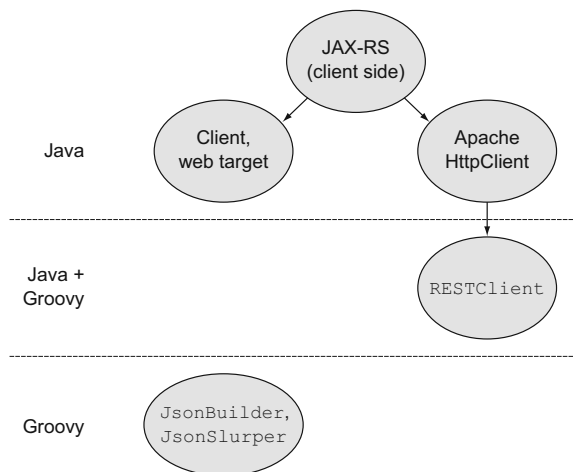 JAX-RS
(client side)
Java
Client,
web target
Apache
HttpClient
Java +
Groovy
RESTClient
Groovy
JsonBuilder,
JsonSlurper